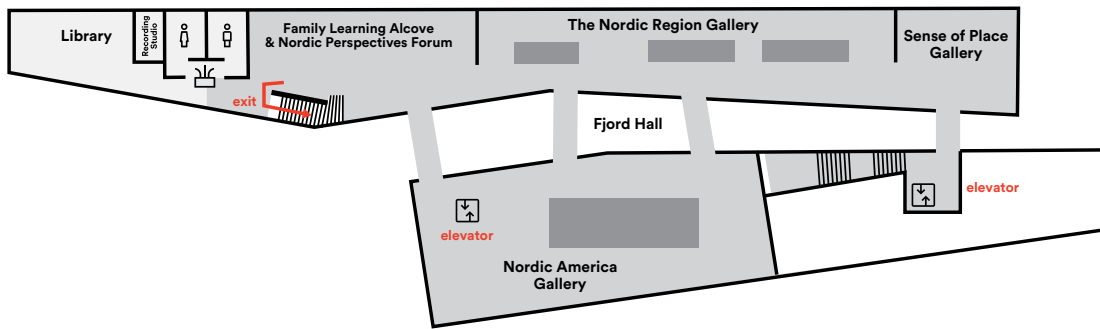 Library
Recording
Studio
Family Learning Alcove
& Nordic Perspectives Forum
The Nordic Region Gallery
Sense of Place
Gallery
exit
Fjord Hall
elevator
elevator
Nordic America
Gallery